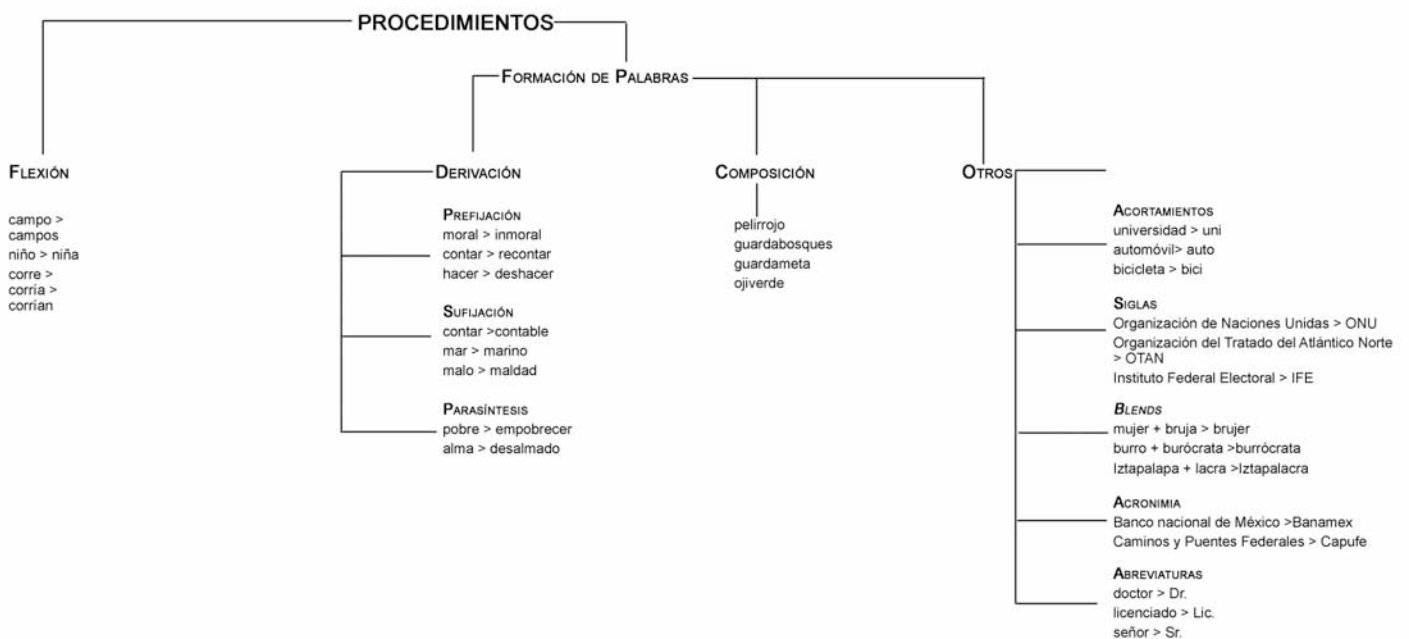 PROCEDIMIENTOS
FORMACIÓN DE PALABRAS
FLEXIÓN
campo >
campos
niño > niña
corre >
corría >
corrían
DERIVACIÓN
PREFIJACIÓN
moral > inmoral
contar > recontar
hacer > deshacer
SUFIJACIÓN
contar >contable
mar > marino
malo > maldad
PARASÍNTESIS
pobre > empobrecer
alma > desalmado
COMPOSICIÓN
pelirrojo
guardabosques
guardameta
ojiverde
OTROS
ACORTAMIENTOS
universidad > uni
automóvil> auto
bicicleta > bici
SIGLAS
Organización de Naciones Unidas > ONU
Organización del Tratado del Atlántico Norte
> OTAN
Instituto Federal Electoral > IFE
BLENDS
mujer + bruja > brujer
burro + burócrata >burrócrata
Iztapalapa + lacra >Iztapalacra
ACRONIMIA
Banco nacional de México >Banamex
Caminos y Puentes Federales > Capufe
ABREVIATURAS
doctor > Dr.
licenciado > Lic.
señor > Sr.